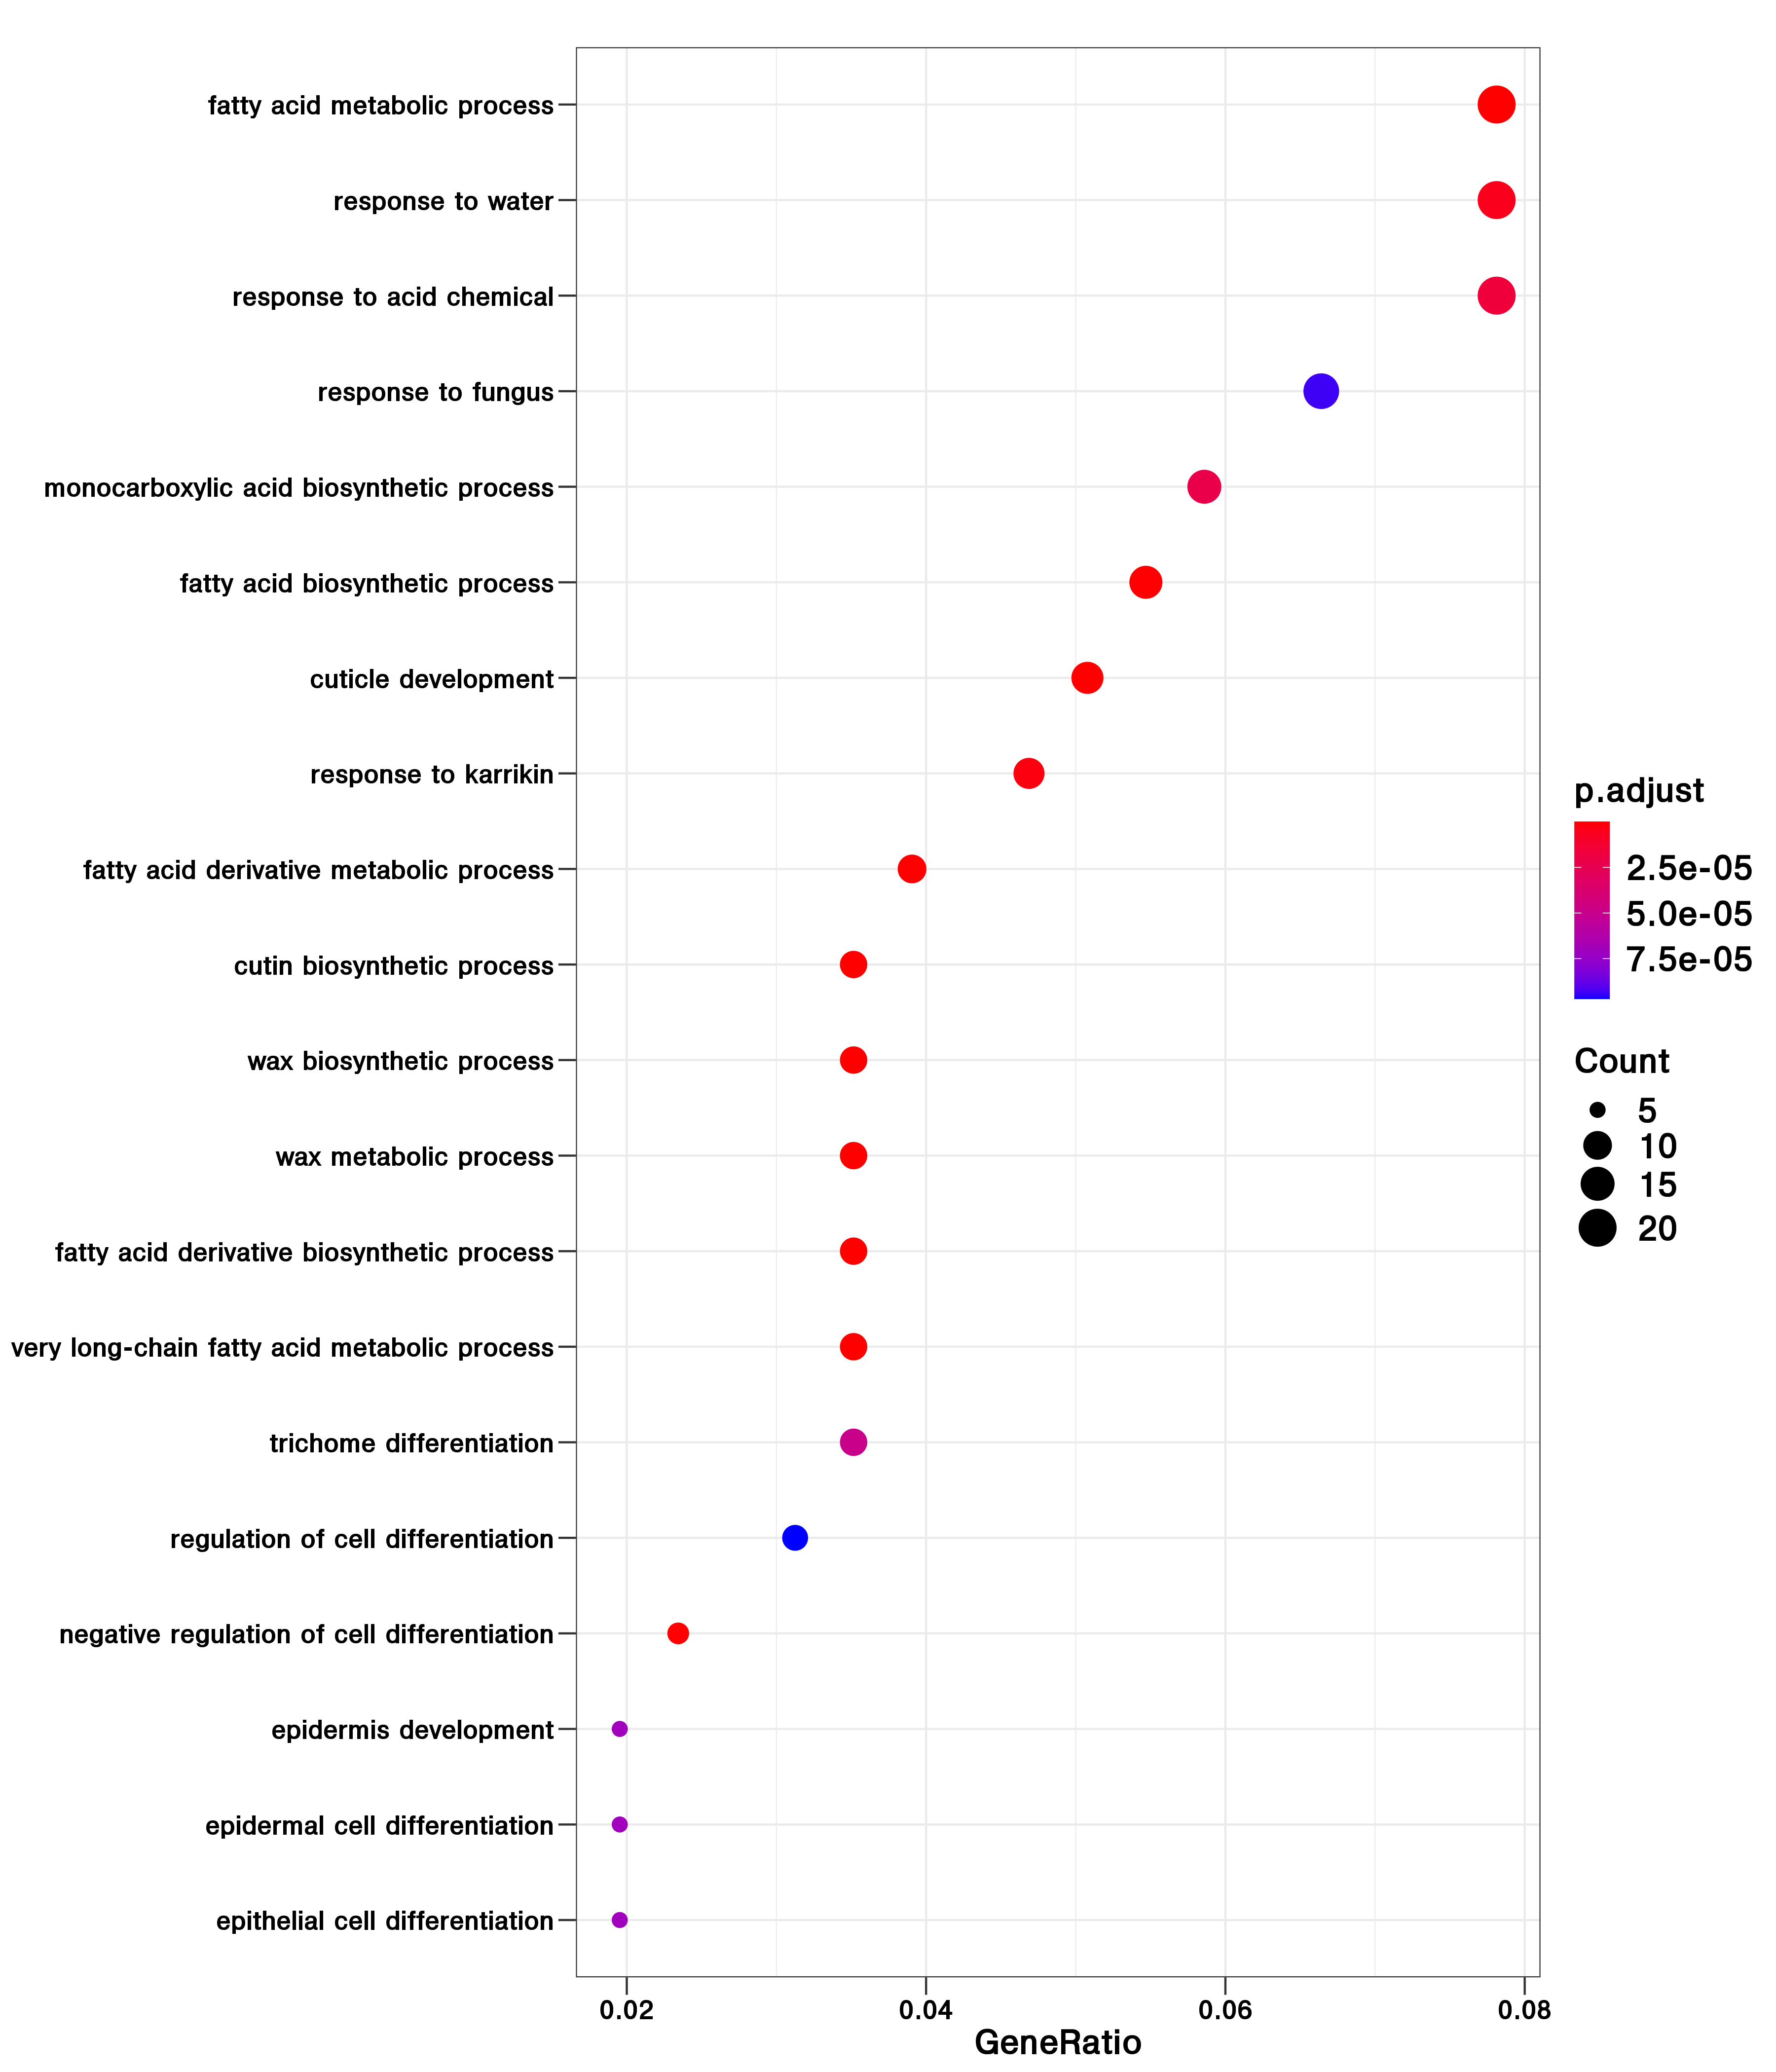 fatty acid metabolic process
response to water
response to acid chemical
response to fungus
monocarboxylic acid biosynthetic process
fatty acid biosynthetic process
cuticle development
response to karrikin
fatty acid derivative metabolic process
cutin biosynthetic process
wax biosynthetic process
wax metabolic process
fatty acid derivative biosynthetic process
very long-chain fatty acid metabolic process
trichome differentiation
regulation of cell differentiation
negative regulation of cell differentiation
epidermis development
epidermal cell differentiation
epithelial cell differentiation
0.02 0.04 0.06 0.08
GeneRatio
p.adjust
2.5e-05
5.0e-05
7.5e-05
Count
5
10
15
20